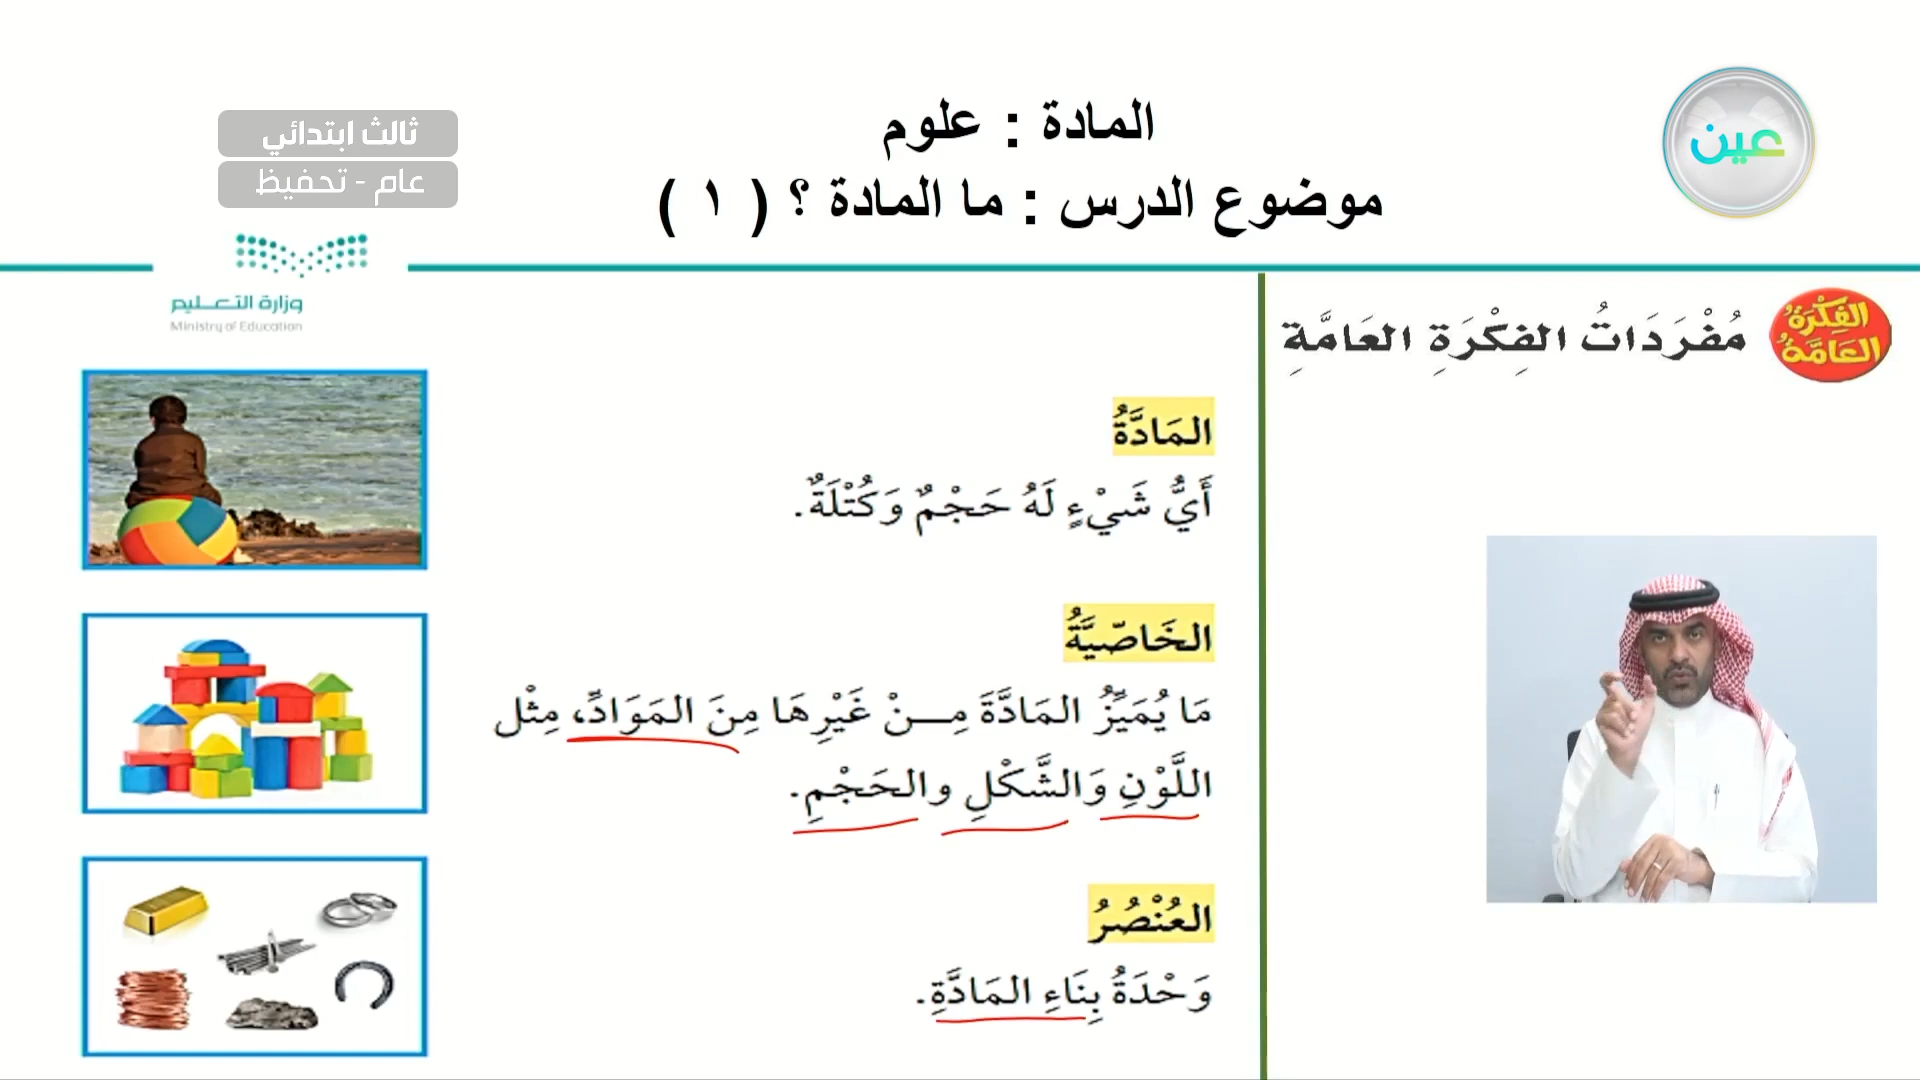 المادة : علوم
موضوع الدرس : ما المادة ؟ ( ١ )
عين
ثالث ابتدائي
عام - تحفيظ
وزارة التعليم
Ministry of Education
الفِكْرَةُ
العَامَّةُ
مُفْرَدَاتُ الفِكْرَةِ العَامَّةِ
المَادَّةُ
أَيُّ شَيْءٍ لَهُ حَجْمٌ وَكُتْلَةٌ.
الخَاصّيَّةُ
مَا يُمَيِّزُ المَادَّةَ مِـنْ غَيْرِهَا مِنَ المَوَادِّ، مِثْل
اللَّوْنِ وَالشَّكْلِ والحَجْمِ.
العُنْصُرُ
وَحْدَةُ بِنَاءِ المَادَّةِ.